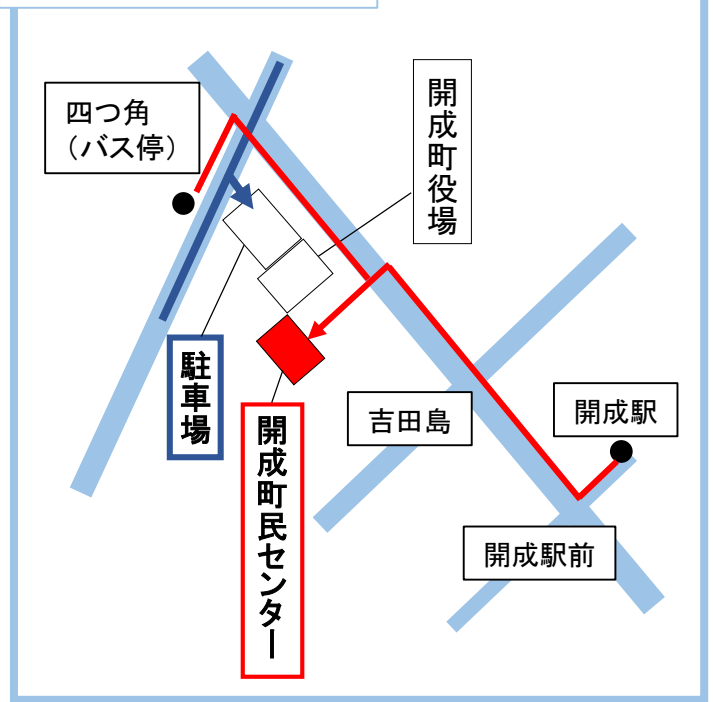 四つ角
（バス停）
開成町役場
駐車場
開成町民センター
吉田島
開成駅
開成駅前